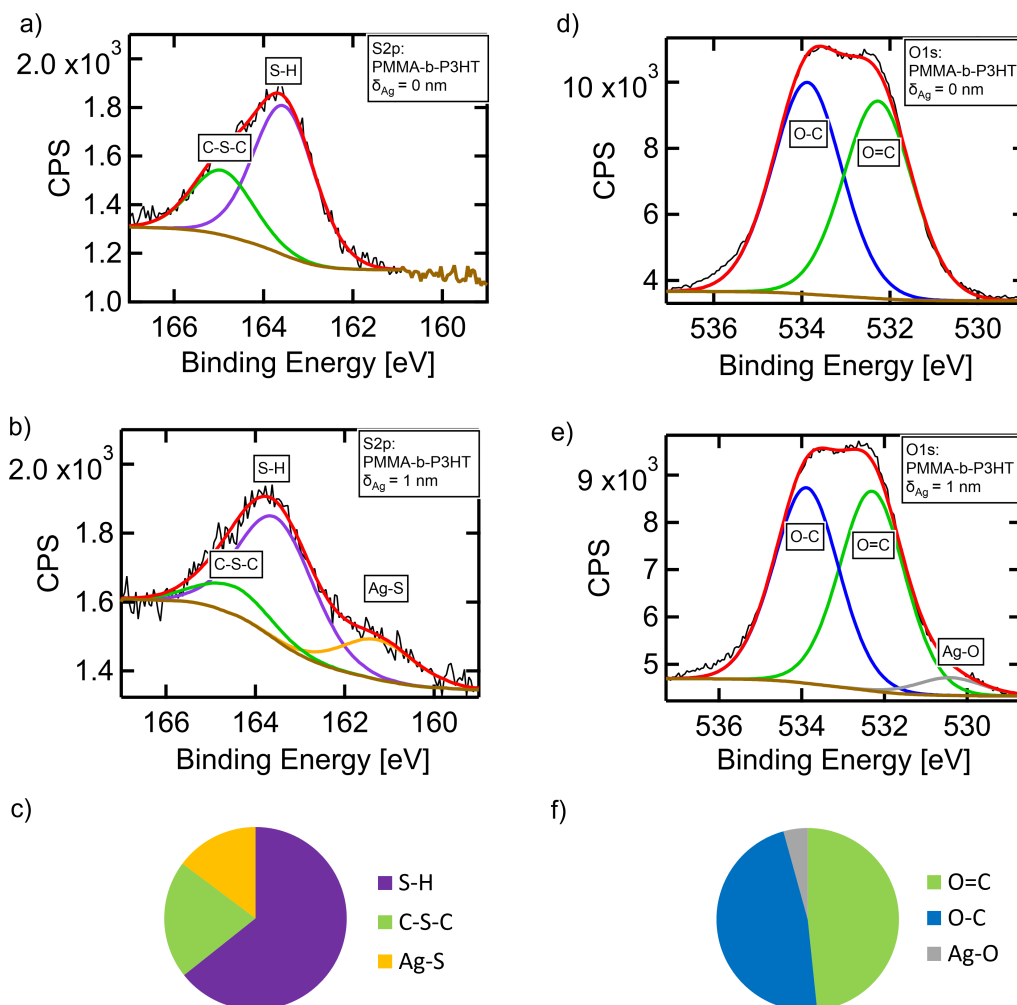 a)
2.0 x10³
1.8
1.6
1.4
1.2
1.0
CPS
S-H
C-S-C
S2p:
PMMA-b-P3HT
δAg = 0 nm
166 164 162 160
Binding Energy [eV]
d)
10 x10³
8
6
4
CPS
O-C
O=C
O1s:
PMMA-b-P3HT
δAg = 0 nm
536 534 532 530
Binding Energy [eV]
b)
2.0 x10³
1.8
1.6
1.4
CPS
S-H
C-S-C
Ag-S
S2p:
PMMA-b-P3HT
δAg = 1 nm
166 164 162 160
Binding Energy [eV]
e)
9 x10³
8
7
6
5
CPS
O-C
O=C
Ag-O
O1s:
PMMA-b-P3HT
δAg = 1 nm
536 534 532 530
Binding Energy [eV]
c)
S-H
C-S-C
Ag-S
f)
O=C
O-C
Ag-O